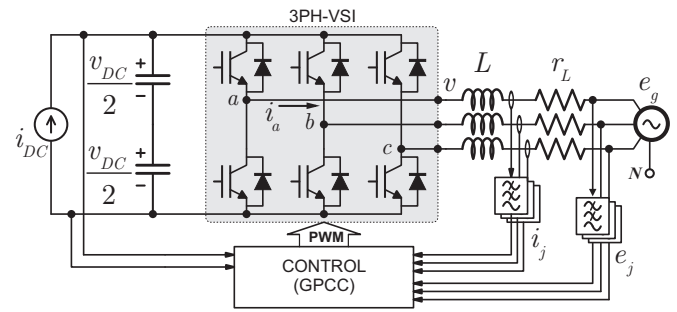 3PH-VSI
v_DC/2
+
−
v_DC/2
+
−
i_DC
a
i_a
b
c
v
L
r_L
e_g
N
PWM
CONTROL
(GPCC)
i_j
e_j